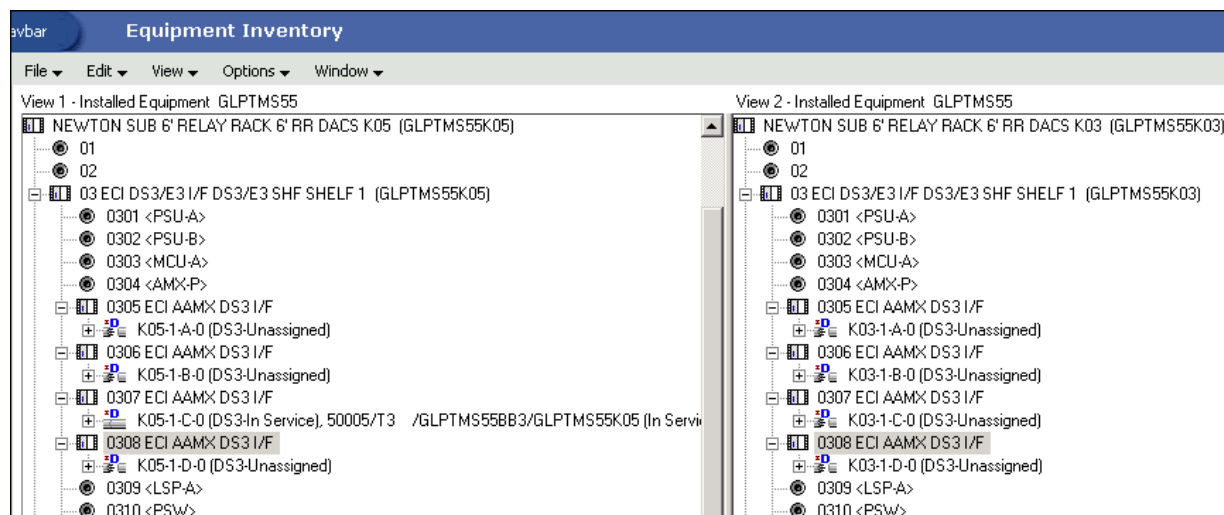 avbar
Equipment Inventory
File Edit View Options Window
View 1 - Installed Equipment GLPTMS55
NEWTON SUB 6' RELAY RACK 6' RR DACS K05 (GLPTMS55K05)
01
02
03 ECI DS3/E3 I/F DS3/E3 SHF SHELF 1 (GLPTMS55K05)
0301 <PSU-A>
0302 <PSU-B>
0303 <MCU-A>
0304 <AMX-P>
0305 ECI AAMX DS3 I/F
K05-1-A-0 (DS3-Unassigned)
0306 ECI AAMX DS3 I/F
K05-1-B-0 (DS3-Unassigned)
0307 ECI AAMX DS3 I/F
K05-1-C-0 (DS3-In Service), 50005/T3 /GLPTMS55BB3/GLPTMS55K05 (In Servi
0308 ECI AAMX DS3 I/F
K05-1-D-0 (DS3-Unassigned)
0309 <LSP-A>
0310 <PSW>
View 2 - Installed Equipment GLPTMS55
NEWTON SUB 6' RELAY RACK 6' RR DACS K03 (GLPTMS55K03)
01
02
03 ECI DS3/E3 I/F DS3/E3 SHF SHELF 1 (GLPTMS55K03)
0301 <PSU-A>
0302 <PSU-B>
0303 <MCU-A>
0304 <AMX-P>
0305 ECI AAMX DS3 I/F
K03-1-A-0 (DS3-Unassigned)
0306 ECI AAMX DS3 I/F
K03-1-B-0 (DS3-Unassigned)
0307 ECI AAMX DS3 I/F
K03-1-C-0 (DS3-Unassigned)
0308 ECI AAMX DS3 I/F
K03-1-D-0 (DS3-Unassigned)
0309 <LSP-A>
0310 <PSW>